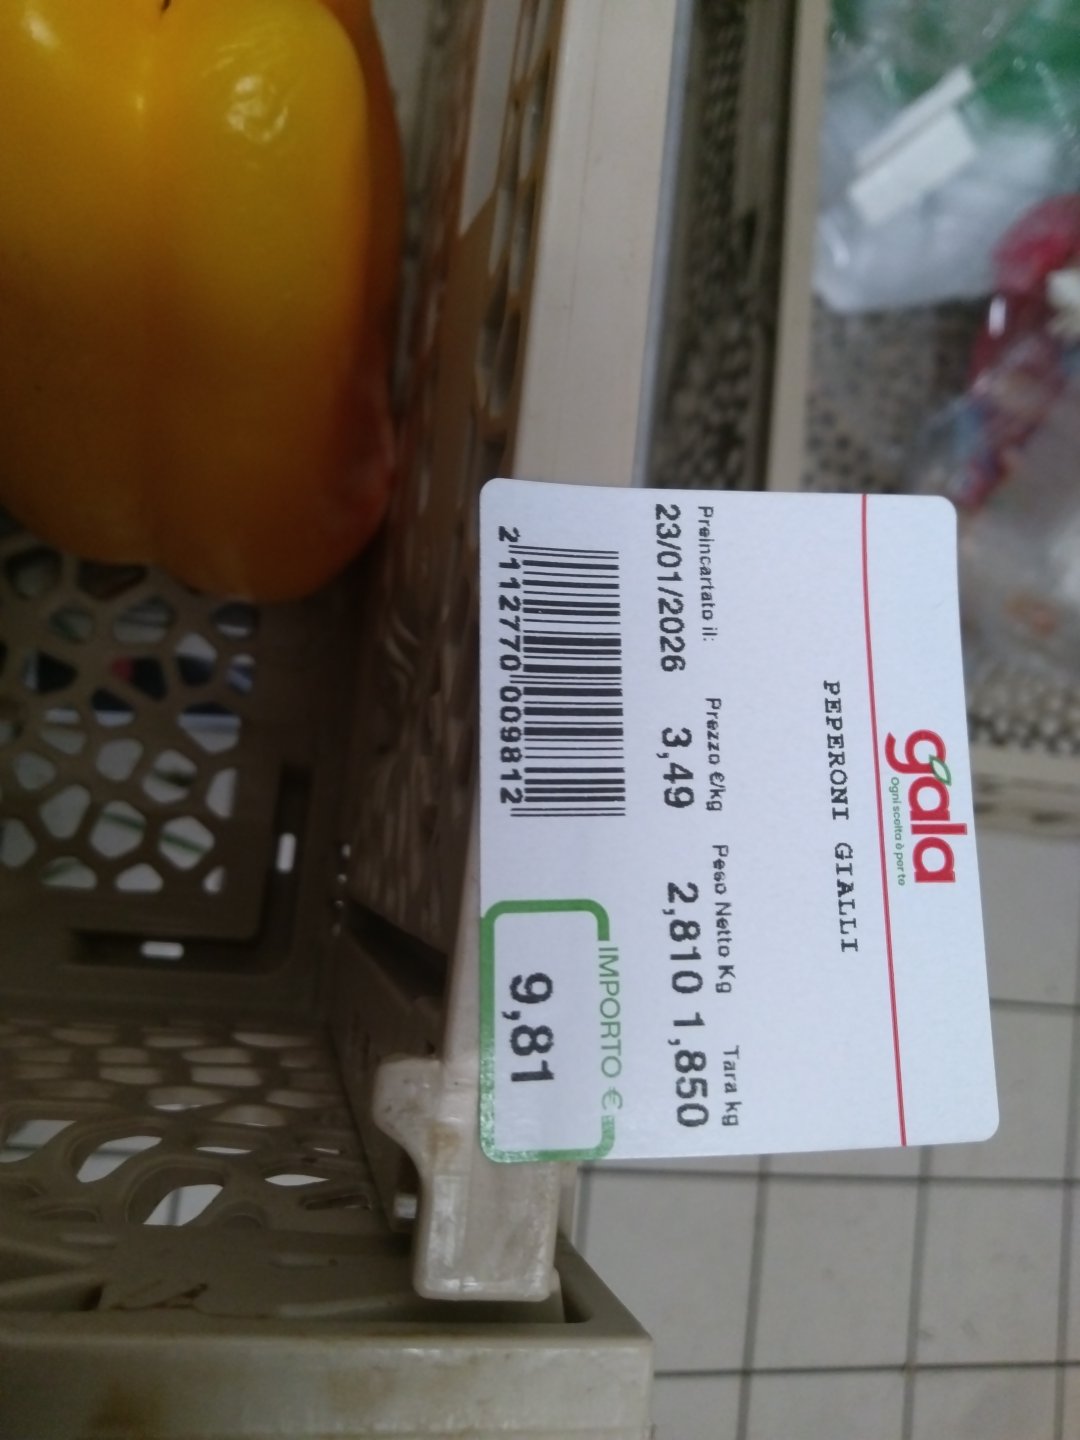 gala
Ogni scelta è per te
PEPERONI GIALLI
Preincartato il: Prezzo €/kg Peso Netto Kg Tara kg
23/01/2026 3,49 2,810 1,850
2 112770 009812
IMPORTO €
9,81